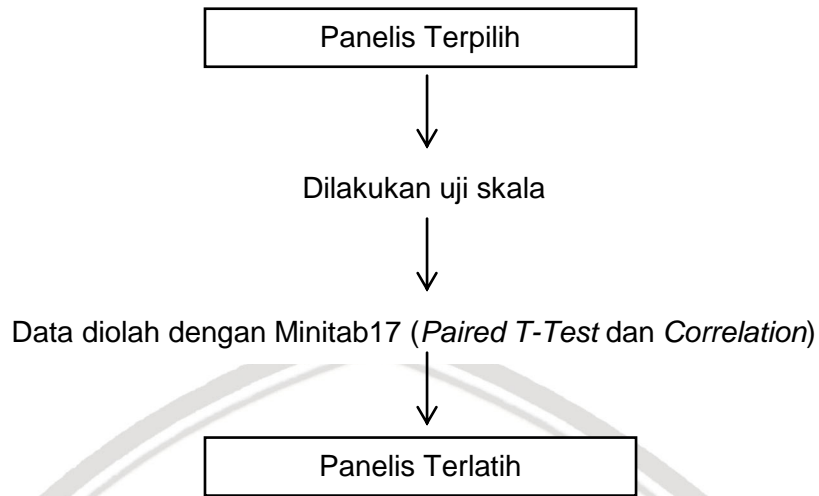 Panelis Terpilih
Dilakukan uji skala
Data diolah dengan Minitab17 (Paired T-Test dan Correlation)
Panelis Terlatih